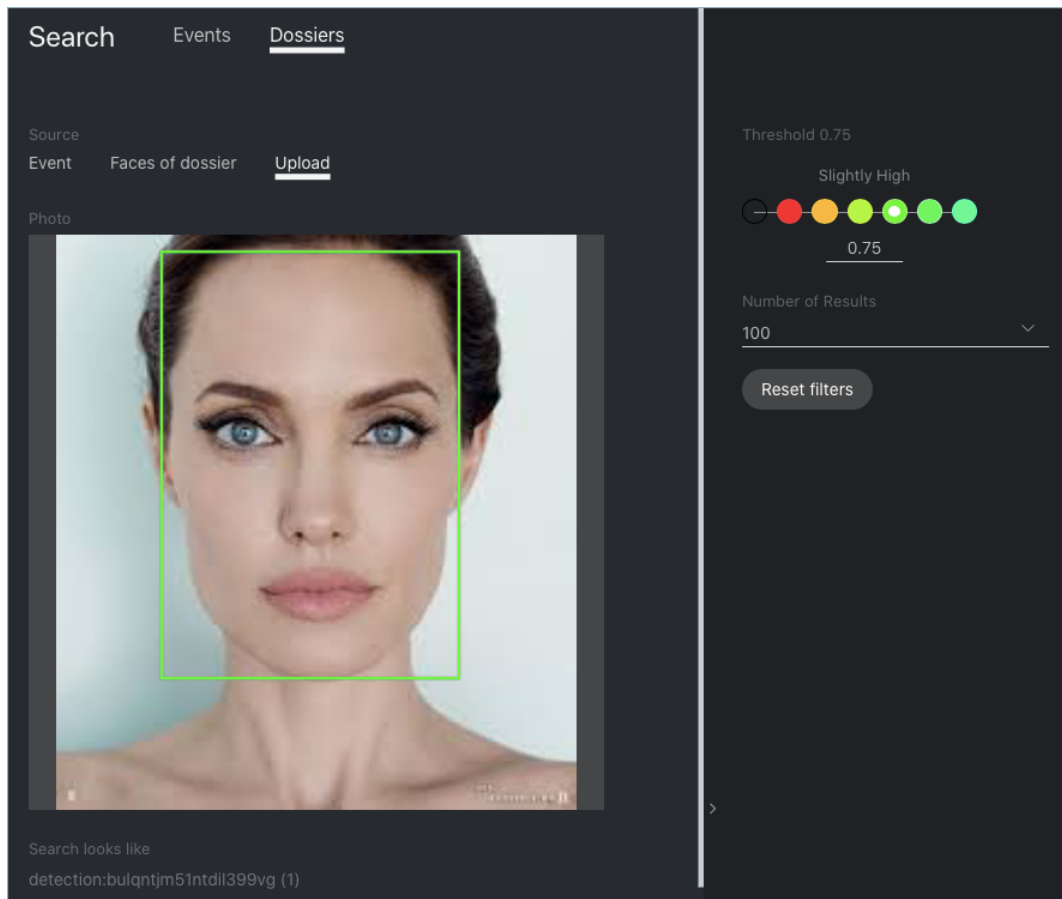 Search Events Dossiers
Source
Event Faces of dossier Upload
Photo
Search looks like
detection:bulqntjm51ntdil399vg (1)
Threshold 0.75
Slightly High
0.75
Number of Results
100
Reset filters